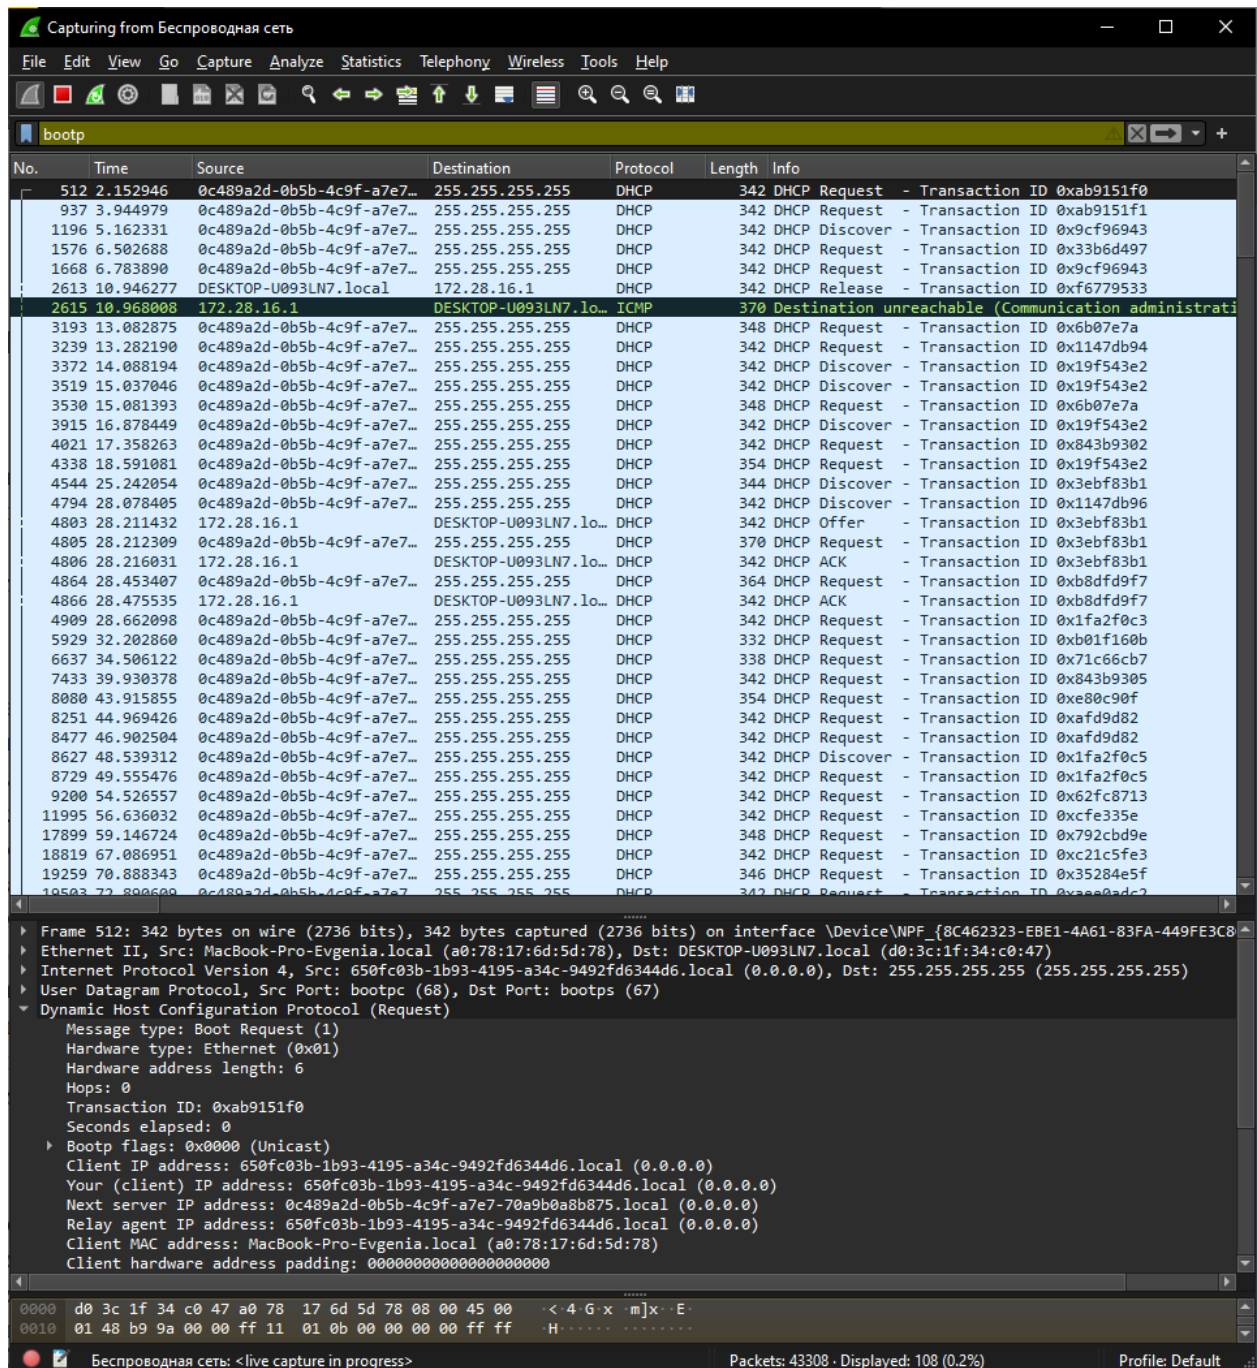 Capturing from Беспроводная сеть
File Edit View Go Capture Analyze Statistics Telephony Wireless Tools Help
bootp
No. Time Source Destination Protocol Length Info
512 2.152946 0c489a2d-0b5b-4c9f-a7e7… 255.255.255.255 DHCP 342 DHCP Request - Transaction ID 0xab9151f0
937 3.944979 0c489a2d-0b5b-4c9f-a7e7… 255.255.255.255 DHCP 342 DHCP Request - Transaction ID 0xab9151f1
1196 5.162331 0c489a2d-0b5b-4c9f-a7e7… 255.255.255.255 DHCP 342 DHCP Discover - Transaction ID 0x9cf96943
1576 6.502688 0c489a2d-0b5b-4c9f-a7e7… 255.255.255.255 DHCP 342 DHCP Request - Transaction ID 0x33b6d497
1668 6.783890 0c489a2d-0b5b-4c9f-a7e7… 255.255.255.255 DHCP 342 DHCP Request - Transaction ID 0x9cf96943
2613 10.946277 DESKTOP-U093LN7.local 172.28.16.1 DHCP 342 DHCP Release - Transaction ID 0xf6779533
2615 10.968008 172.28.16.1 DESKTOP-U093LN7.lo… ICMP 370 Destination unreachable (Communication administrati
3193 13.082875 0c489a2d-0b5b-4c9f-a7e7… 255.255.255.255 DHCP 348 DHCP Request - Transaction ID 0x6b07e7a
3239 13.282190 0c489a2d-0b5b-4c9f-a7e7… 255.255.255.255 DHCP 342 DHCP Request - Transaction ID 0x1147db94
3372 14.088194 0c489a2d-0b5b-4c9f-a7e7… 255.255.255.255 DHCP 342 DHCP Discover - Transaction ID 0x19f543e2
3519 15.037046 0c489a2d-0b5b-4c9f-a7e7… 255.255.255.255 DHCP 342 DHCP Discover - Transaction ID 0x19f543e2
3530 15.081393 0c489a2d-0b5b-4c9f-a7e7… 255.255.255.255 DHCP 348 DHCP Request - Transaction ID 0x6b07e7a
3915 16.878449 0c489a2d-0b5b-4c9f-a7e7… 255.255.255.255 DHCP 342 DHCP Discover - Transaction ID 0x19f543e2
4021 17.358263 0c489a2d-0b5b-4c9f-a7e7… 255.255.255.255 DHCP 342 DHCP Request - Transaction ID 0x843b9302
4338 18.591081 0c489a2d-0b5b-4c9f-a7e7… 255.255.255.255 DHCP 354 DHCP Request - Transaction ID 0x19f543e2
4544 25.242054 0c489a2d-0b5b-4c9f-a7e7… 255.255.255.255 DHCP 344 DHCP Discover - Transaction ID 0x3ebf83b1
4794 28.078405 0c489a2d-0b5b-4c9f-a7e7… 255.255.255.255 DHCP 342 DHCP Discover - Transaction ID 0x1147db96
4803 28.211432 172.28.16.1 DESKTOP-U093LN7.lo… DHCP 342 DHCP Offer - Transaction ID 0x3ebf83b1
4805 28.212309 0c489a2d-0b5b-4c9f-a7e7… 255.255.255.255 DHCP 370 DHCP Request - Transaction ID 0x3ebf83b1
4806 28.216031 172.28.16.1 DESKTOP-U093LN7.lo… DHCP 342 DHCP ACK - Transaction ID 0x3ebf83b1
4864 28.453407 0c489a2d-0b5b-4c9f-a7e7… 255.255.255.255 DHCP 364 DHCP Request - Transaction ID 0xb8dfd9f7
4866 28.475535 172.28.16.1 DESKTOP-U093LN7.lo… DHCP 342 DHCP ACK - Transaction ID 0xb8dfd9f7
4909 28.662098 0c489a2d-0b5b-4c9f-a7e7… 255.255.255.255 DHCP 342 DHCP Request - Transaction ID 0x1fa2f0c3
5929 32.202860 0c489a2d-0b5b-4c9f-a7e7… 255.255.255.255 DHCP 332 DHCP Request - Transaction ID 0xb01f160b
6637 34.506122 0c489a2d-0b5b-4c9f-a7e7… 255.255.255.255 DHCP 338 DHCP Request - Transaction ID 0x71c66cb7
7433 39.930378 0c489a2d-0b5b-4c9f-a7e7… 255.255.255.255 DHCP 342 DHCP Request - Transaction ID 0x843b9305
8080 43.915855 0c489a2d-0b5b-4c9f-a7e7… 255.255.255.255 DHCP 354 DHCP Request - Transaction ID 0xe80c90f
8251 44.969426 0c489a2d-0b5b-4c9f-a7e7… 255.255.255.255 DHCP 342 DHCP Request - Transaction ID 0xafd9d82
8477 46.902504 0c489a2d-0b5b-4c9f-a7e7… 255.255.255.255 DHCP 342 DHCP Request - Transaction ID 0xafd9d82
8627 48.539312 0c489a2d-0b5b-4c9f-a7e7… 255.255.255.255 DHCP 342 DHCP Discover - Transaction ID 0x1fa2f0c5
8729 49.555476 0c489a2d-0b5b-4c9f-a7e7… 255.255.255.255 DHCP 342 DHCP Request - Transaction ID 0x1fa2f0c5
9200 54.526557 0c489a2d-0b5b-4c9f-a7e7… 255.255.255.255 DHCP 342 DHCP Request - Transaction ID 0x62fc8713
11995 56.636032 0c489a2d-0b5b-4c9f-a7e7… 255.255.255.255 DHCP 342 DHCP Request - Transaction ID 0xcfe335e
17899 59.146724 0c489a2d-0b5b-4c9f-a7e7… 255.255.255.255 DHCP 348 DHCP Request - Transaction ID 0x792cbd9e
18819 67.086951 0c489a2d-0b5b-4c9f-a7e7… 255.255.255.255 DHCP 342 DHCP Request - Transaction ID 0xc21c5fe3
19259 70.888343 0c489a2d-0b5b-4c9f-a7e7… 255.255.255.255 DHCP 346 DHCP Request - Transaction ID 0x35284e5f
19503 72.890609 0c489a2d-0b5b-4c9f-a7e7 255.255.255.255 DHCP 342 DHCP Request - Transaction ID 0xaee0adc2
Frame 512: 342 bytes on wire (2736 bits), 342 bytes captured (2736 bits) on interface \Device\NPF_{8C462323-EBE1-4A61-83FA-449FE3C8
Ethernet II, Src: MacBook-Pro-Evgenia.local (a0:78:17:6d:5d:78), Dst: DESKTOP-U093LN7.local (d0:3c:1f:34:c0:47)
Internet Protocol Version 4, Src: 650fc03b-1b93-4195-a34c-9492fd6344d6.local (0.0.0.0), Dst: 255.255.255.255 (255.255.255.255)
User Datagram Protocol, Src Port: bootpc (68), Dst Port: bootps (67)
Dynamic Host Configuration Protocol (Request)
Message type: Boot Request (1)
Hardware type: Ethernet (0x01)
Hardware address length: 6
Hops: 0
Transaction ID: 0xab9151f0
Seconds elapsed: 0
Bootp flags: 0x0000 (Unicast)
Client IP address: 650fc03b-1b93-4195-a34c-9492fd6344d6.local (0.0.0.0)
Your (client) IP address: 650fc03b-1b93-4195-a34c-9492fd6344d6.local (0.0.0.0)
Next server IP address: 0c489a2d-0b5b-4c9f-a7e7-70a9b0a8b875.local (0.0.0.0)
Relay agent IP address: 650fc03b-1b93-4195-a34c-9492fd6344d6.local (0.0.0.0)
Client MAC address: MacBook-Pro-Evgenia.local (a0:78:17:6d:5d:78)
Client hardware address padding: 00000000000000000000
0000 d0 3c 1f 34 c0 47 a0 78 17 6d 5d 78 08 00 45 00 ·<·4·G·x ·m]x··E·
0010 01 48 b9 9a 00 00 ff 11 01 0b 00 00 00 00 ff ff ·H······ ········
Беспроводная сеть: <live capture in progress> Packets: 43308 · Displayed: 108 (0.2%) Profile: Default